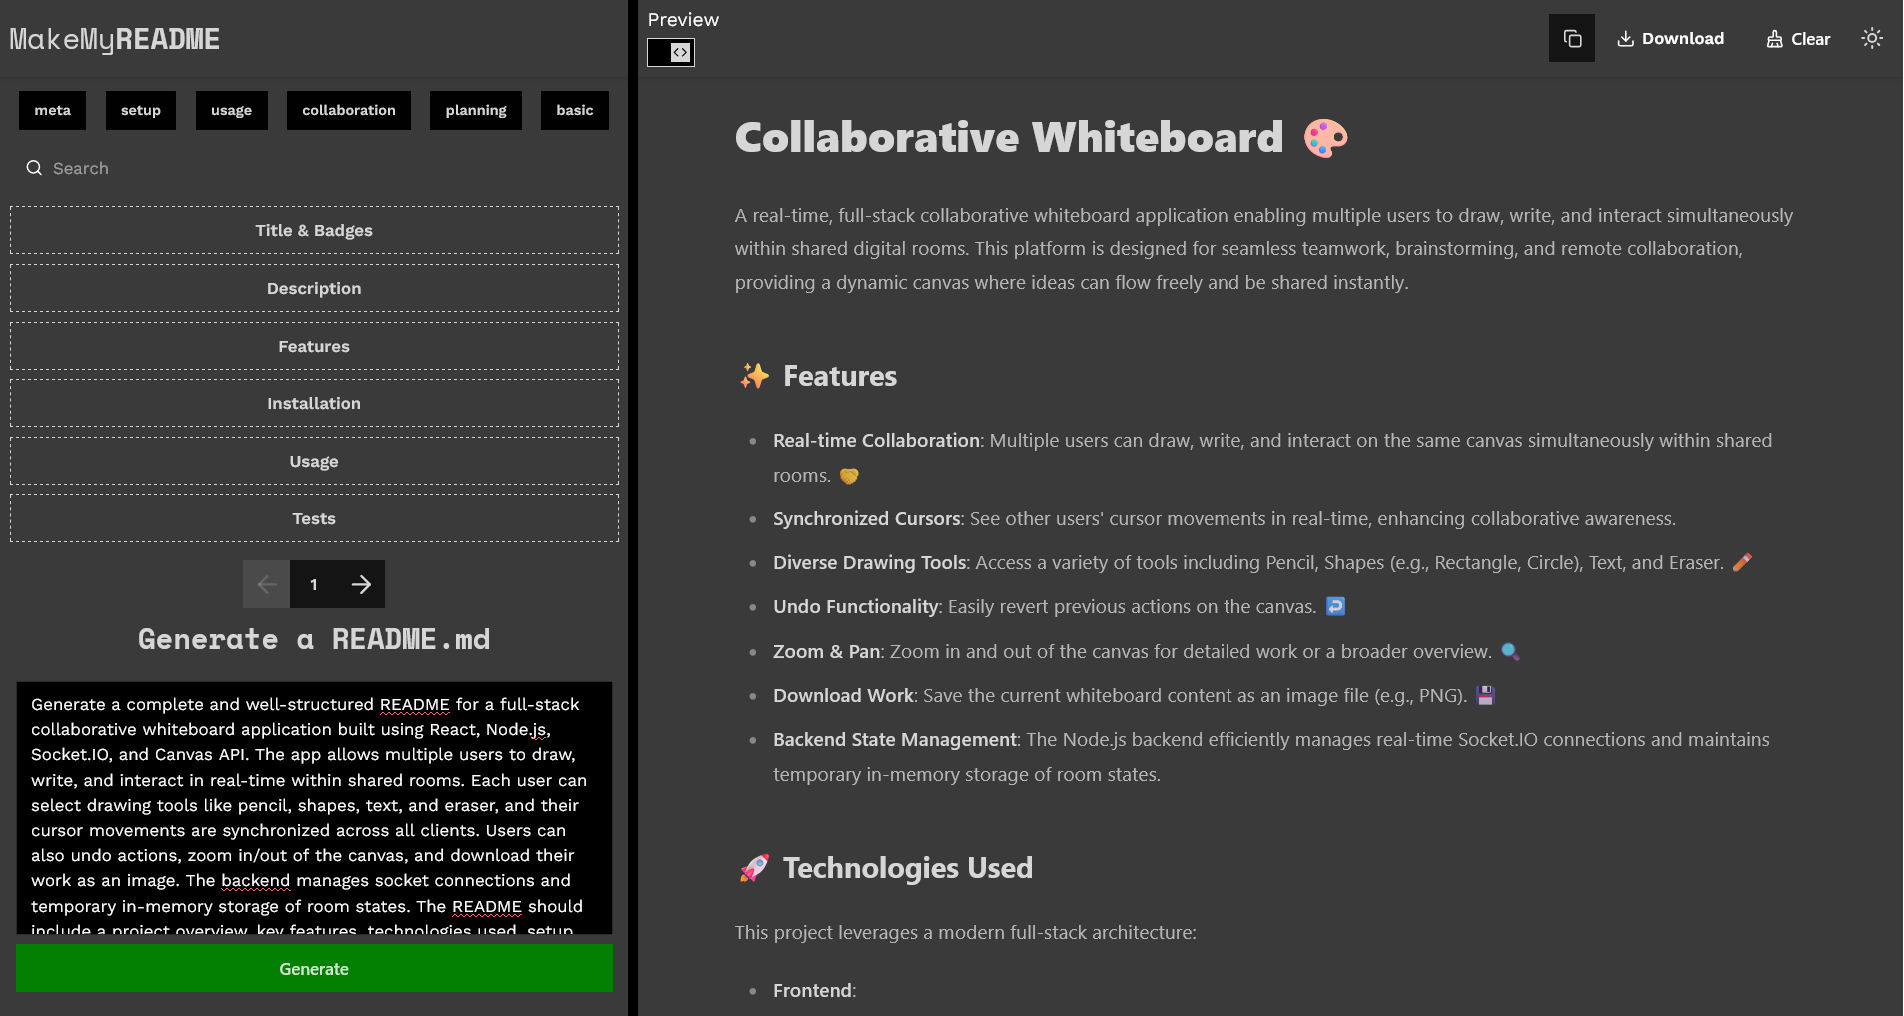 MakeMyREADME
meta
setup
usage
collaboration
planning
basic
Search
Title & Badges
Description
Features
Installation
Usage
Tests
1
Generate a README.md
Generate a complete and well-structured README for a full-stack
collaborative whiteboard application built using React, Node.js,
Socket.IO, and Canvas API. The app allows multiple users to draw,
write, and interact in real-time within shared rooms. Each user can
select drawing tools like pencil, shapes, text, and eraser, and their
cursor movements are synchronized across all clients. Users can
also undo actions, zoom in/out of the canvas, and download their
work as an image. The backend manages socket connections and
temporary in-memory storage of room states. The README should
include a project overview, key features, technologies used, setup
Generate
Preview
Download
Clear
Collaborative Whiteboard 🎨
A real-time, full-stack collaborative whiteboard application enabling multiple users to draw, write, and interact simultaneously
within shared digital rooms. This platform is designed for seamless teamwork, brainstorming, and remote collaboration,
providing a dynamic canvas where ideas can flow freely and be shared instantly.
✨ Features
• Real-time Collaboration: Multiple users can draw, write, and interact on the same canvas simultaneously within shared
rooms. 🤝
• Synchronized Cursors: See other users' cursor movements in real-time, enhancing collaborative awareness.
• Diverse Drawing Tools: Access a variety of tools including Pencil, Shapes (e.g., Rectangle, Circle), Text, and Eraser. 🖍️
• Undo Functionality: Easily revert previous actions on the canvas. ↩️
• Zoom & Pan: Zoom in and out of the canvas for detailed work or a broader overview. 🔍
• Download Work: Save the current whiteboard content as an image file (e.g., PNG). 💾
• Backend State Management: The Node.js backend efficiently manages real-time Socket.IO connections and maintains
temporary in-memory storage of room states.
🚀 Technologies Used
This project leverages a modern full-stack architecture:
• Frontend: